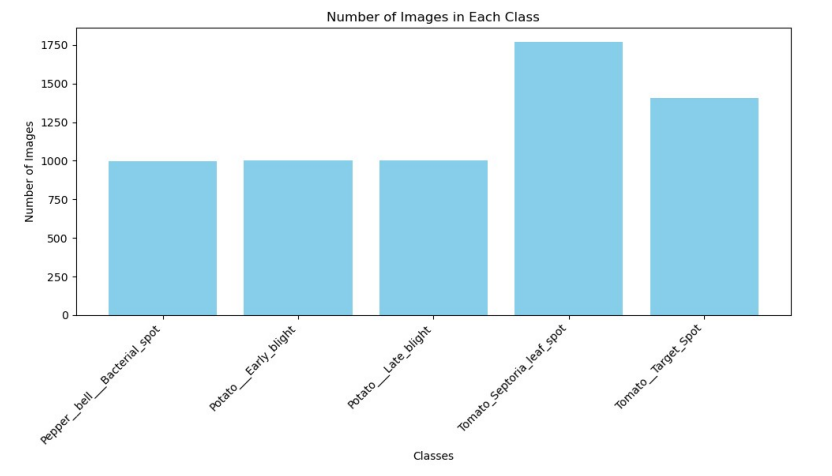 Number of Images in Each Class
Number of Images
1750
1500
1250
1000
750
500
250
0
Pepper__bell___Bacterial_spot
Potato___Early_blight
Potato___Late_blight
Tomato_Septoria_leaf_spot
Tomato__Target_Spot
Classes